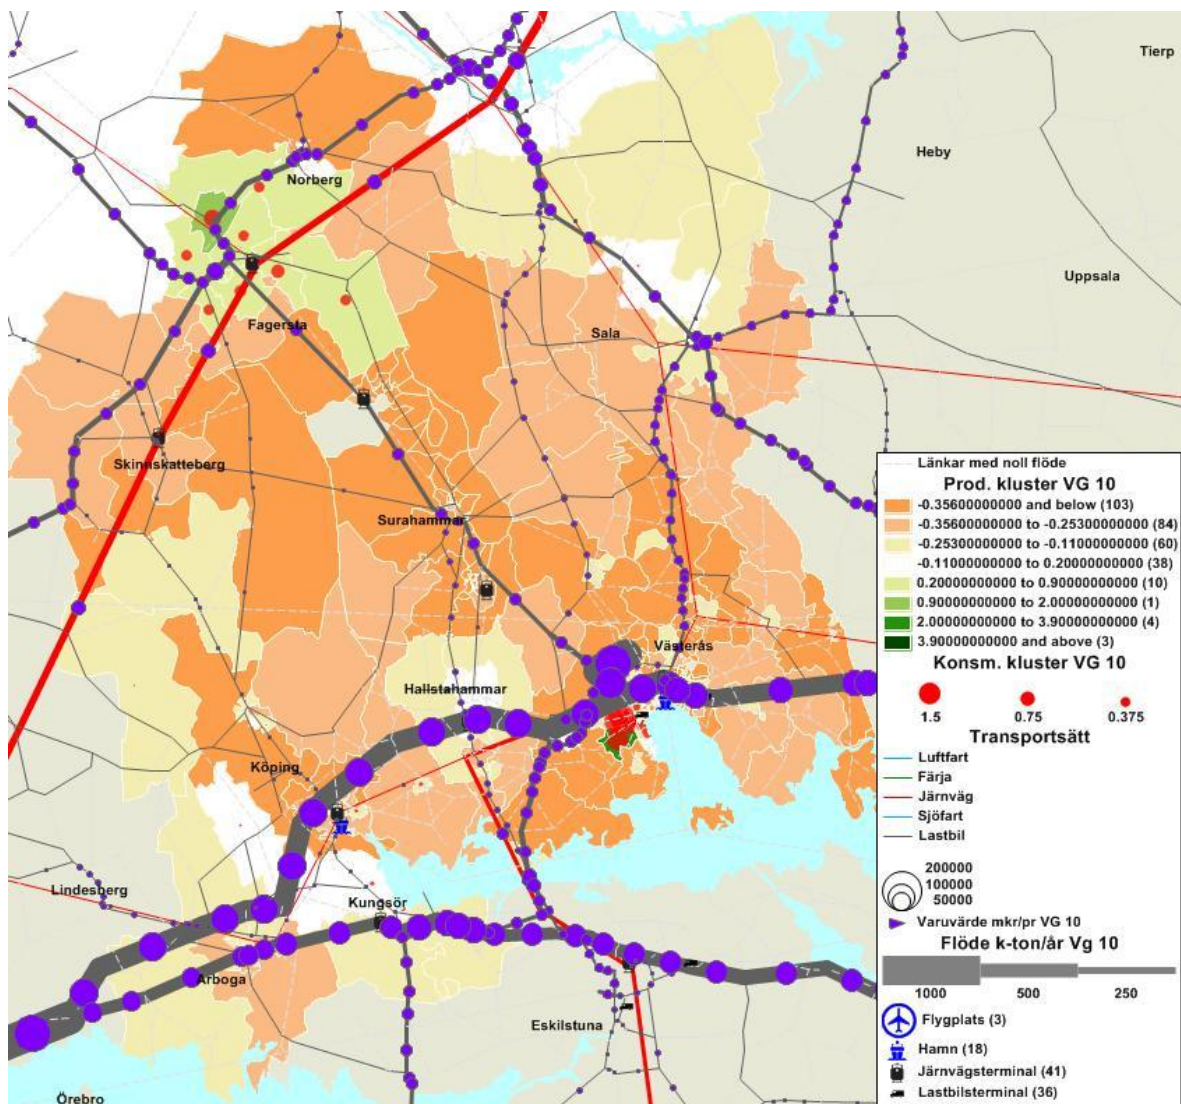 Tierp
Heby
Norberg
Uppsala
Fagersta
Sala
Skinnskatteberg
Surahammar
Västerås
Hallstahammar
Köping
Lindesberg
Kungsör
Arboga
Eskilstuna
Örebro
Länkar med noll flöde
Prod. kluster VG 10
-0.35600000000 and below (103)
-0.35600000000 to -0.25300000000 (84)
-0.25300000000 to -0.11000000000 (60)
-0.11000000000 to 0.20000000000 (38)
0.20000000000 to 0.90000000000 (10)
0.90000000000 to 2.00000000000 (1)
2.00000000000 to 3.90000000000 (4)
3.90000000000 and above (3)
Konsm. kluster VG 10
1.5 0.75 0.375
Transportsätt
Luftfart
Färja
Järnväg
Sjöfart
Lastbil
200000
100000
50000
Varuvärde mkr/pr VG 10
Flöde k-ton/år Vg 10
1000 500 250
Flygplats (3)
Hamn (18)
Järnvägsterminal (41)
Lastbilsterminal (36)